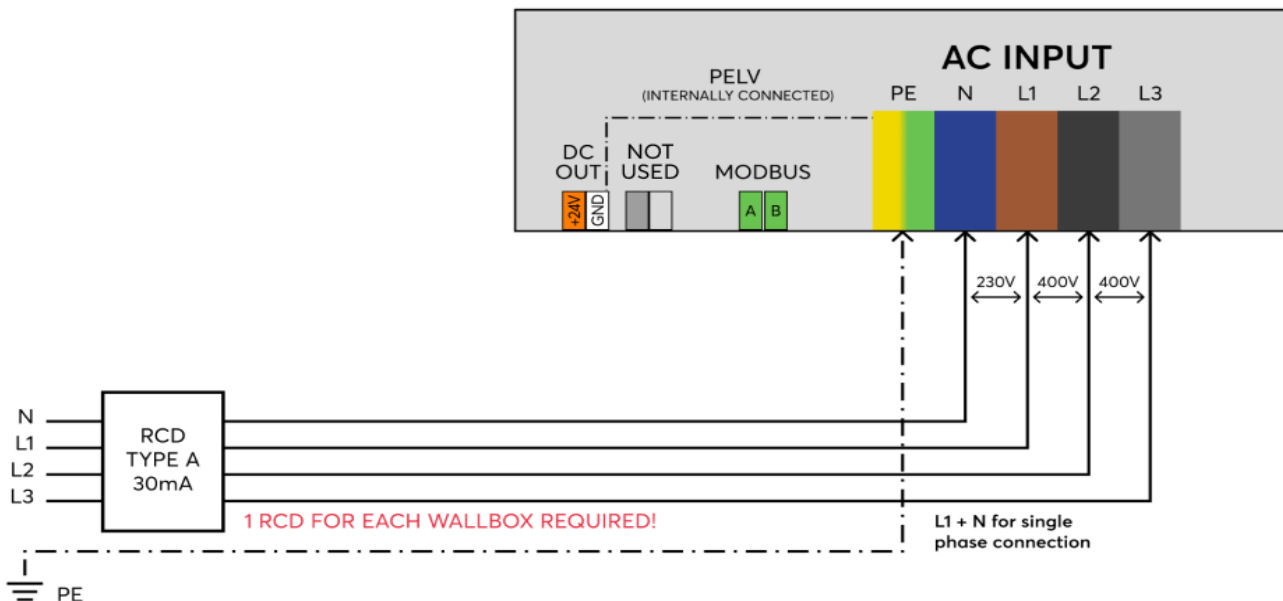 AC INPUT
PELV
(INTERNALLY CONNECTED)
PE
N
L1
L2
L3
DC
OUT
NOT
USED
MODBUS
+24V
GND
A
B
230V
400V
400V
N
L1
L2
L3
RCD
TYPE A
30mA
1 RCD FOR EACH WALLBOX REQUIRED!
L1 + N for single
phase connection
PE